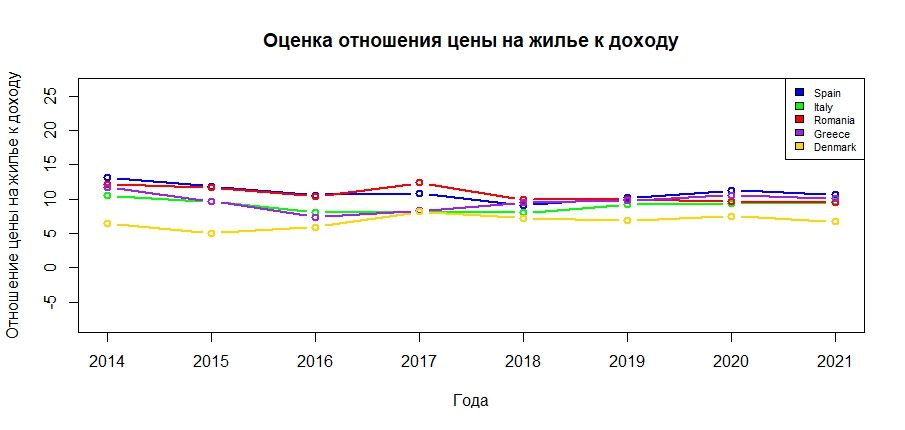 Оценка отношения цены на жилье к доходу
Отношение цены на жилье к доходу
25
20
15
10
5
0
-5
Spain
Italy
Romania
Greece
Denmark
2014 2015 2016 2017 2018 2019 2020 2021
Года